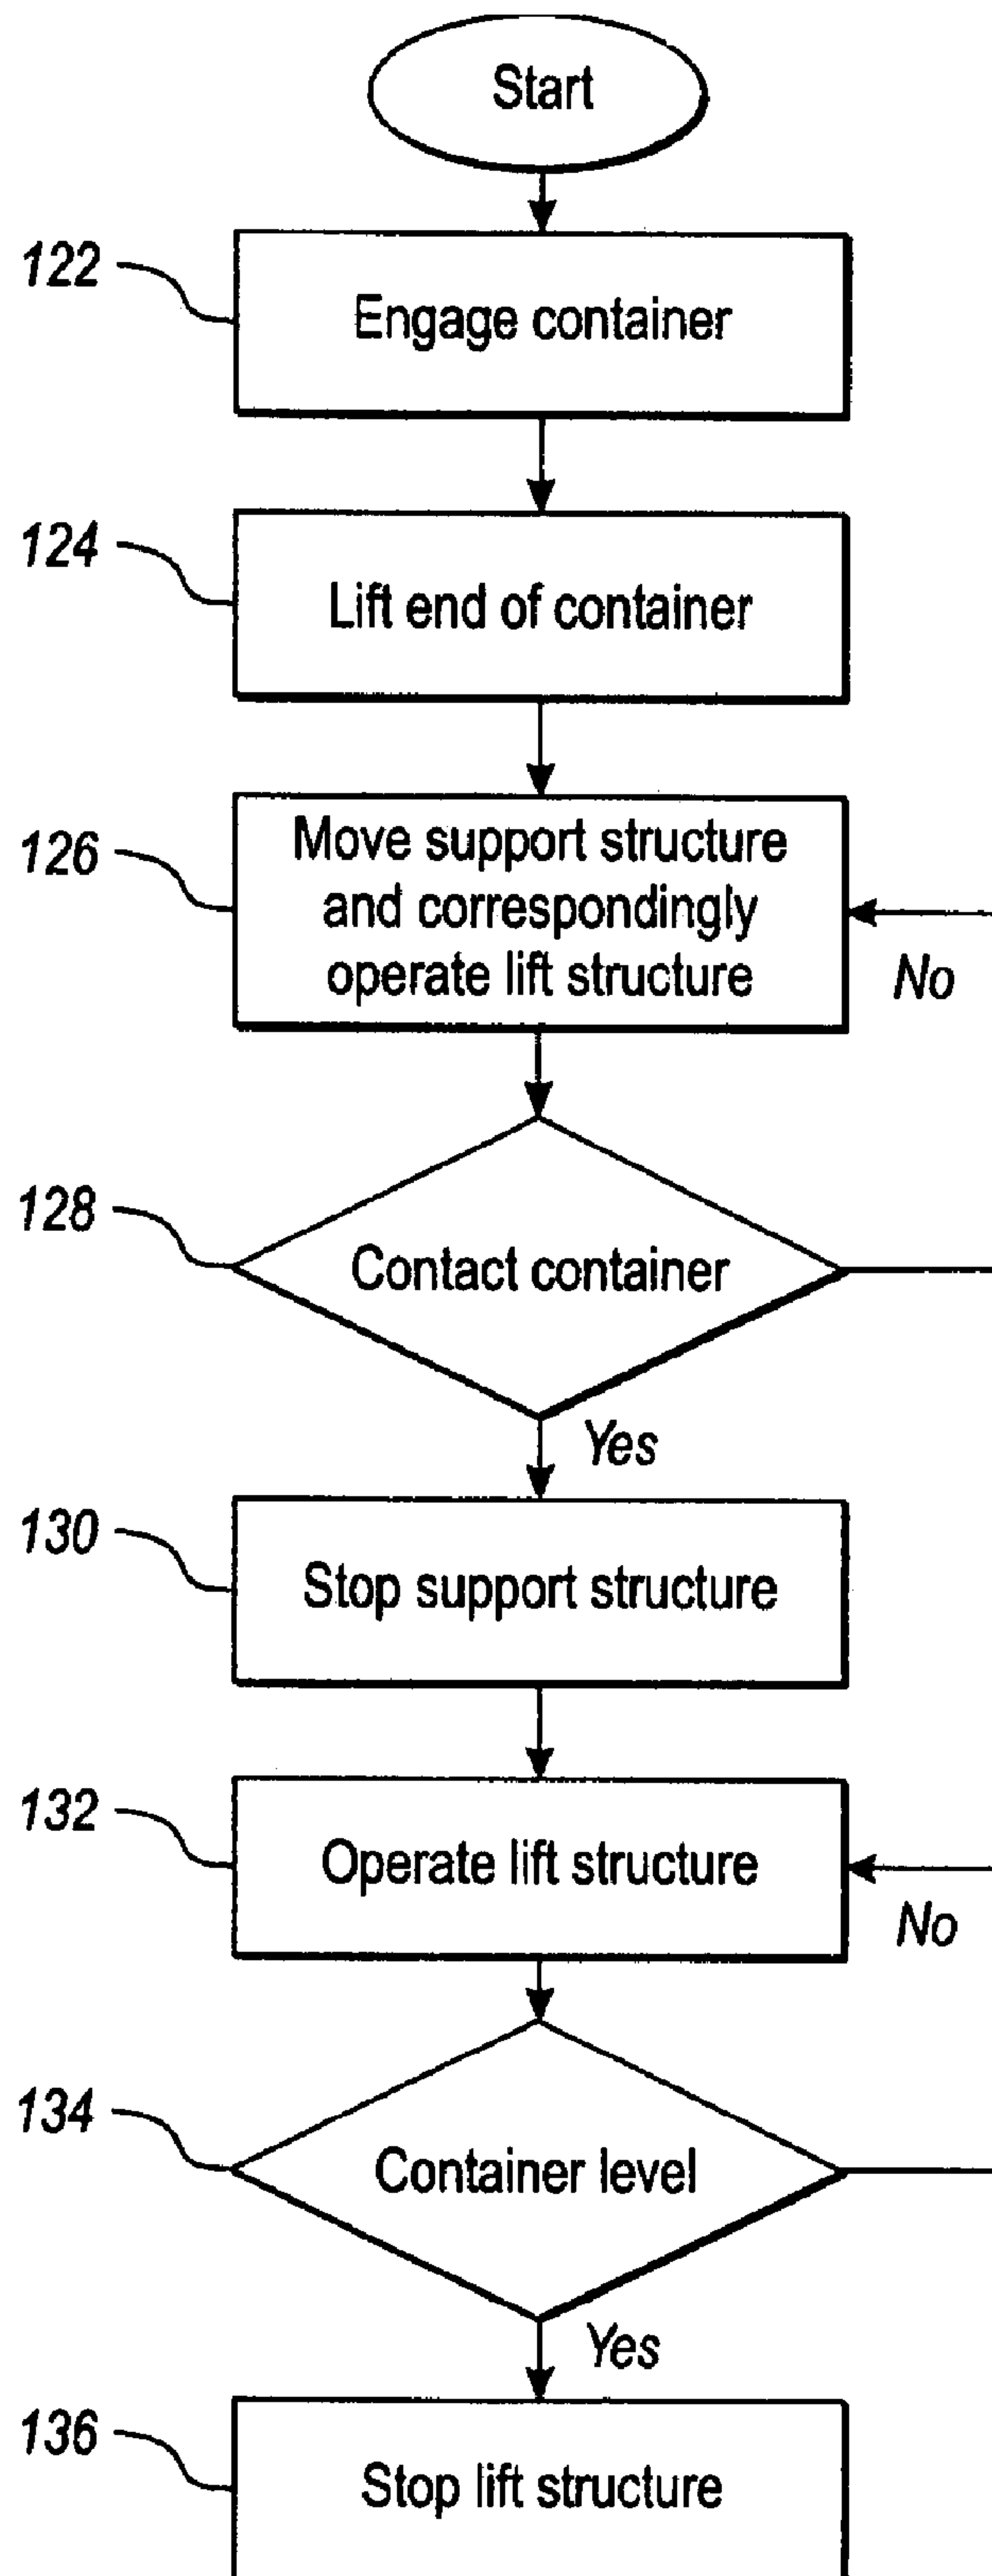 Start
122
Engage container
124
Lift end of container
126
Move support structure
and correspondingly
operate lift structure
No
128
Contact container
Yes
130
Stop support structure
132
Operate lift structure
No
134
Container level
Yes
136
Stop lift structure